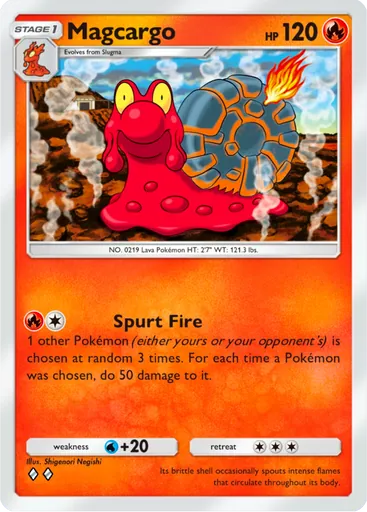 STAGE 1
Magcargo
HP 120
Evolves from Slugma
NO. 0219 Lava Pokémon HT: 2'7" WT: 121.3 lbs.
Spurt Fire
1 other Pokémon (either yours or your opponent's) is
chosen at random 3 times. For each time a Pokémon
was chosen, do 50 damage to it.
weakness +20 retreat
Illus. Shigenori Negishi
Its brittle shell occasionally spouts intense flames
that circulate throughout its body.